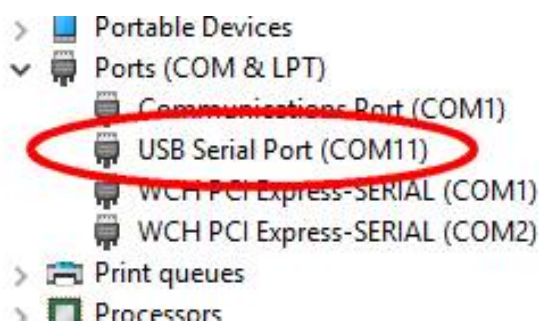 Portable Devices
Ports (COM & LPT)
Communications Port (COM1)
USB Serial Port (COM11)
WCH PCI Express-SERIAL (COM1)
WCH PCI Express-SERIAL (COM2)
Print queues
Processors